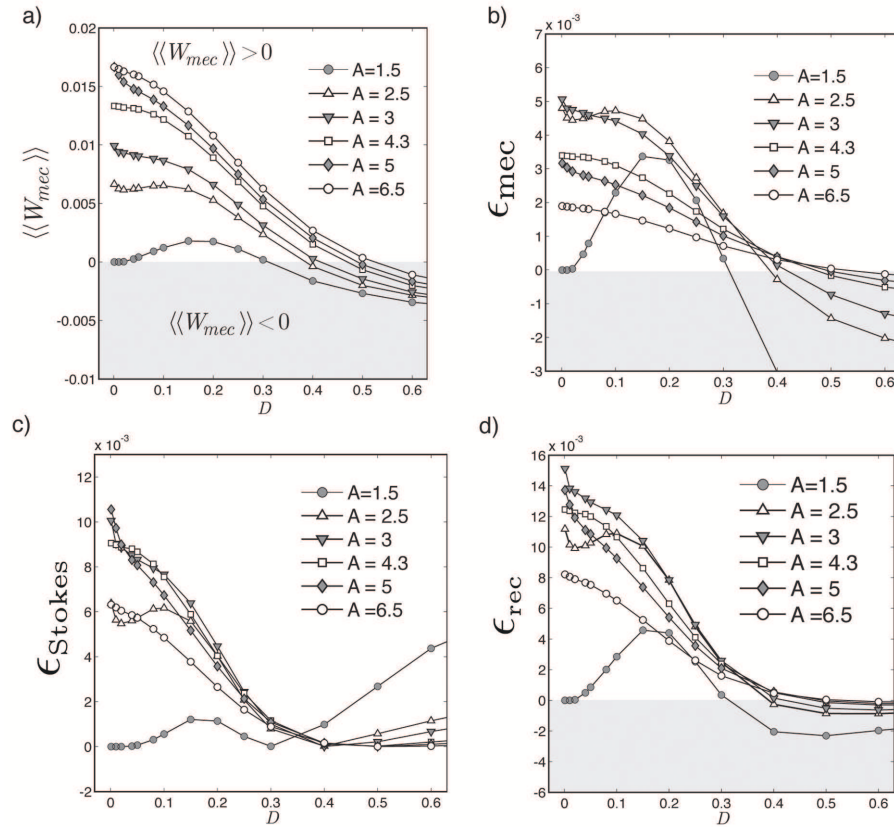 a)
0.02
0.015
0.01
0.005
0
-0.005
-0.01
⟨⟨W_mec⟩⟩
⟨⟨W_mec⟩⟩ > 0
⟨⟨W_mec⟩⟩ < 0
A=1.5
A = 2.5
A = 3
A = 4.3
A = 5
A =6.5
0 0.1 0.2 0.3 0.4 0.5 0.6
D
b)
x 10^-3
7
6
5
4
3
2
1
0
-1
-2
-3
ϵ_mec
A=1.5
A = 2.5
A = 3
A = 4.3
A = 5
A =6.5
0 0.1 0.2 0.3 0.4 0.5 0.6
D
c)
x 10^-3
12
10
8
6
4
2
0
-2
ϵ_Stokes
A=1.5
A = 2.5
A = 3
A = 4.3
A = 5
A =6.5
0 0.1 0.2 0.3 0.4 0.5 0.6
D
d)
x 10^-3
16
14
12
10
8
6
4
2
0
-2
-4
-6
ϵ_rec
A=1.5
A = 2.5
A = 3
A = 4.3
A = 5
A =6.5
0 0.1 0.2 0.3 0.4 0.5 0.6
D